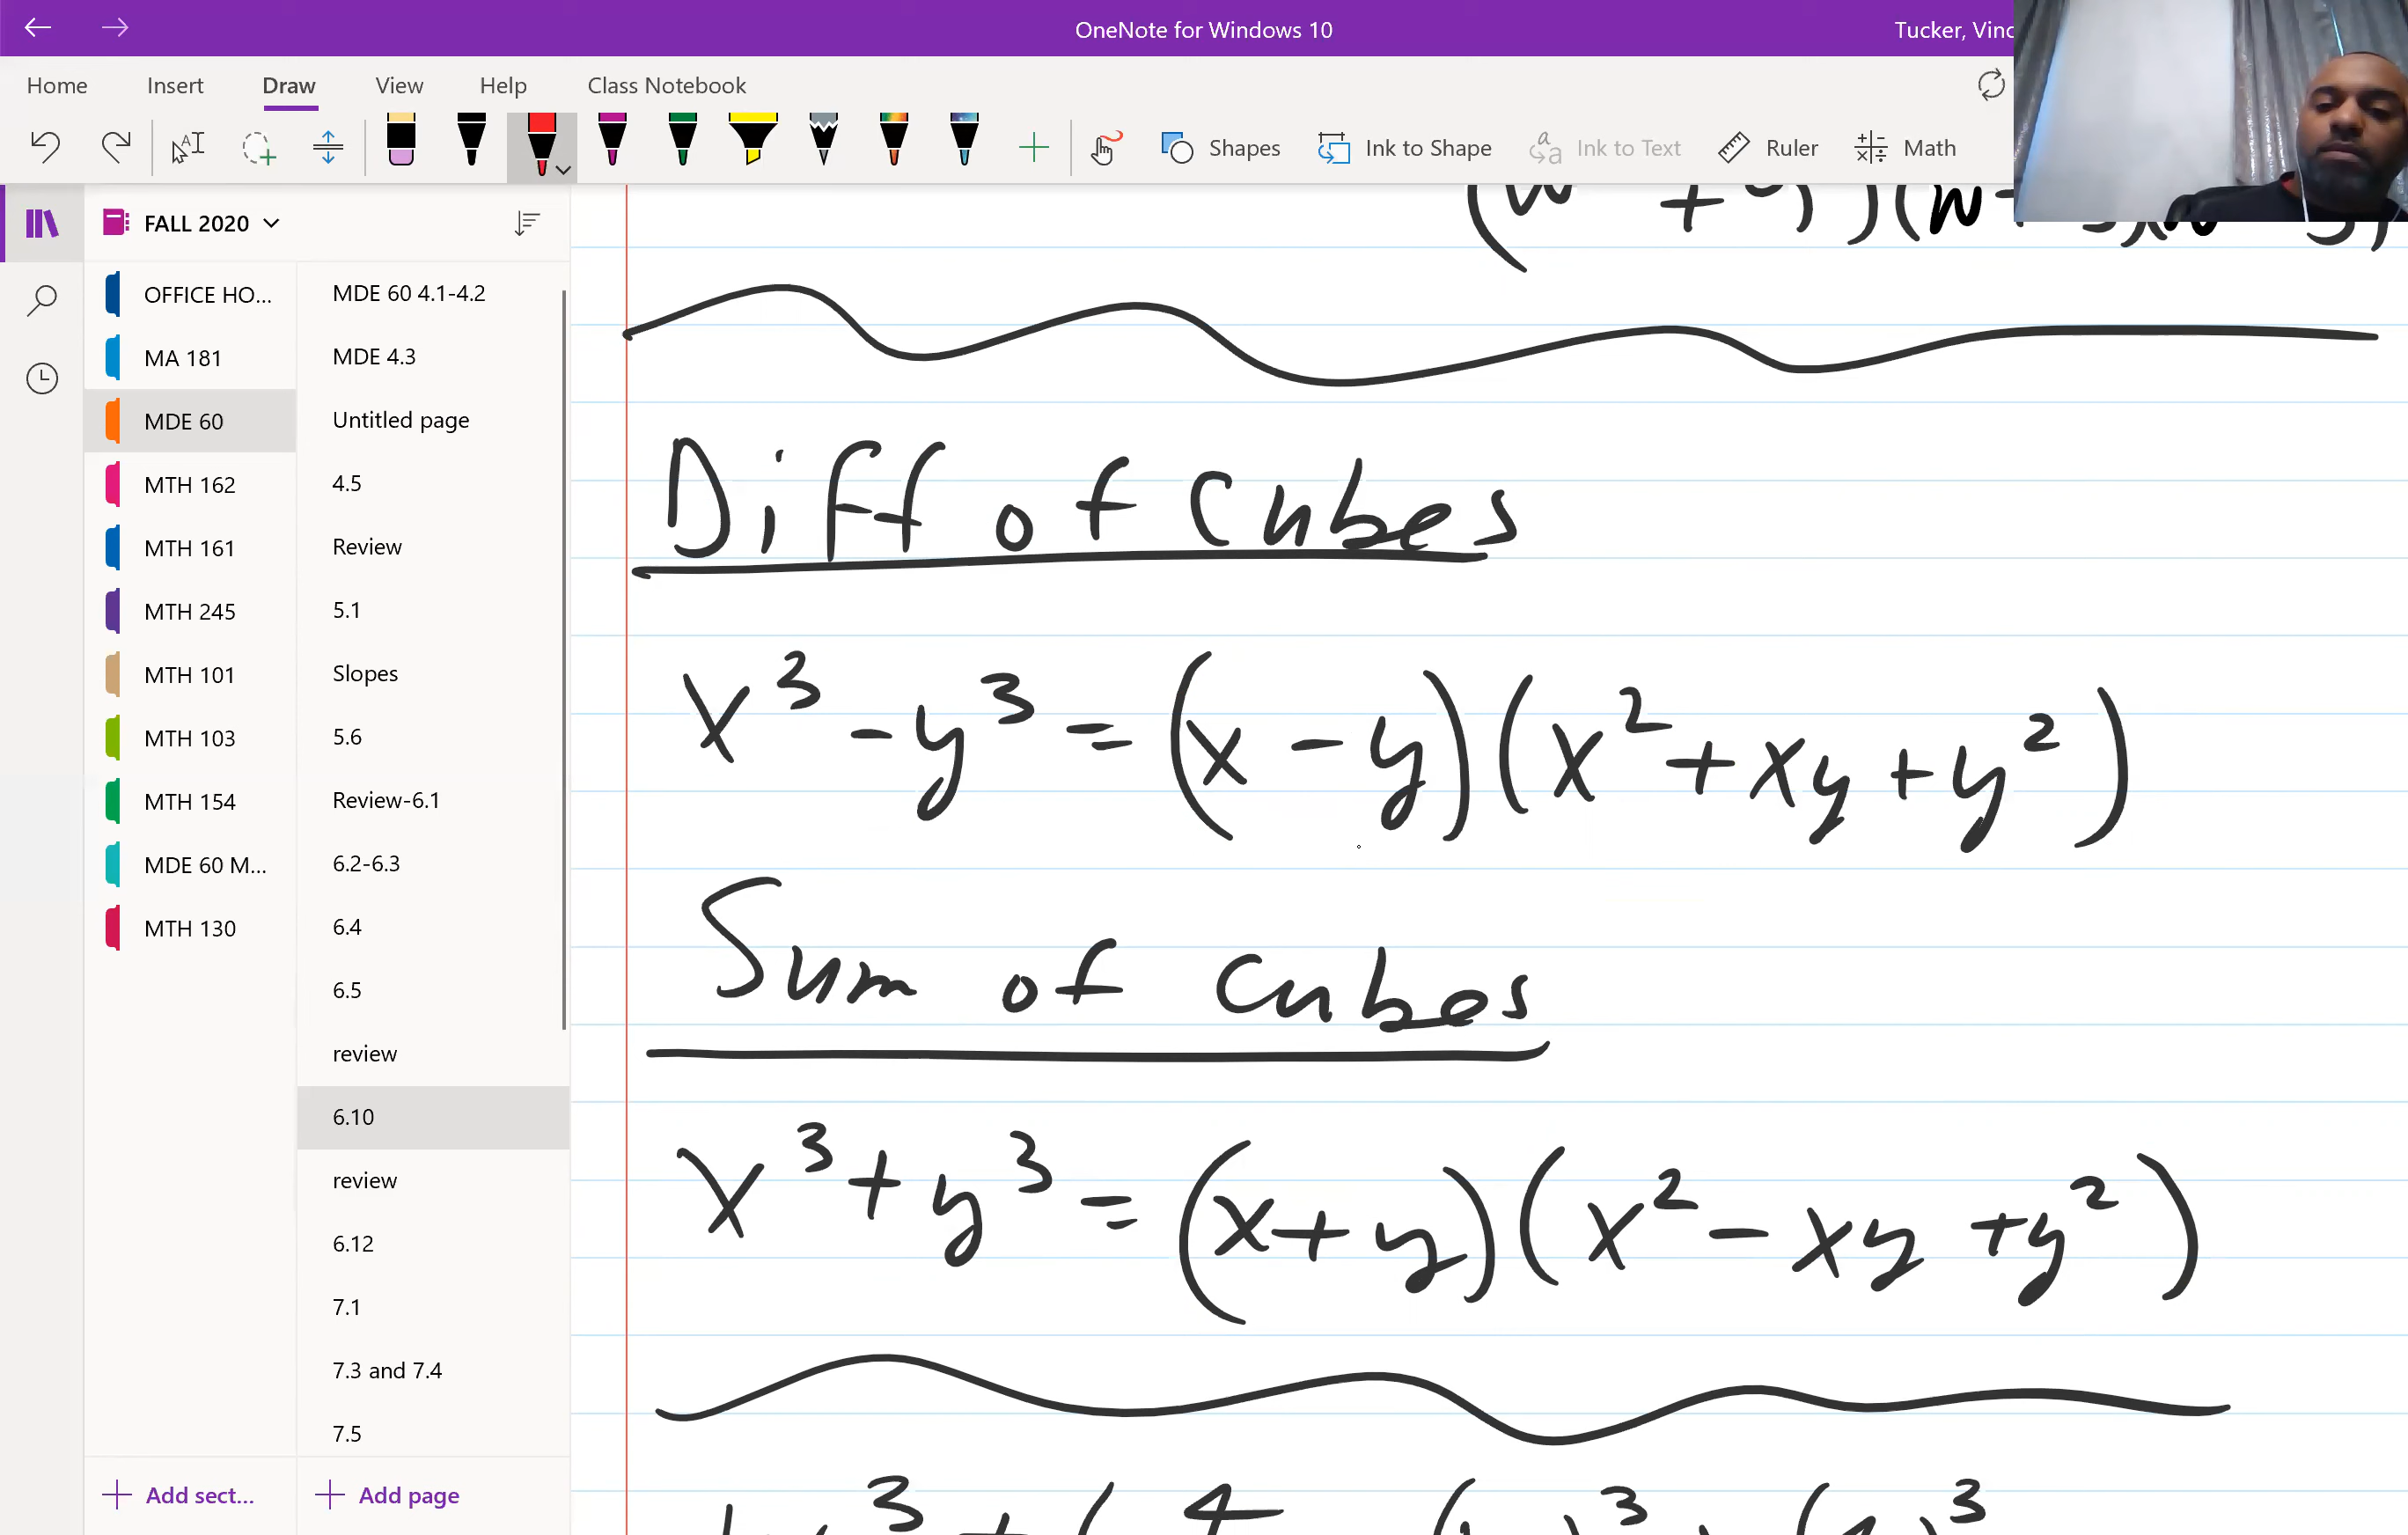 OneNote for Windows 10
Tucker, Vinc
Home Insert Draw View Help Class Notebook
Shapes Ink to Shape Ink to Text Ruler Math
FALL 2020
OFFICE HO...
MA 181
MDE 60
MTH 162
MTH 161
MTH 245
MTH 101
MTH 103
MTH 154
MDE 60 M...
MTH 130
Add sect...
MDE 60 4.1-4.2
MDE 4.3
Untitled page
4.5
Review
5.1
Slopes
5.6
Review-6.1
6.2-6.3
6.4
6.5
review
6.10
review
6.12
7.1
7.3 and 7.4
7.5
Add page
Diff of Cubes
x³ - y³ = (x - y)(x² + xy + y²)
Sum of cubes
x³ + y³ = (x + y)(x² - xy + y²)